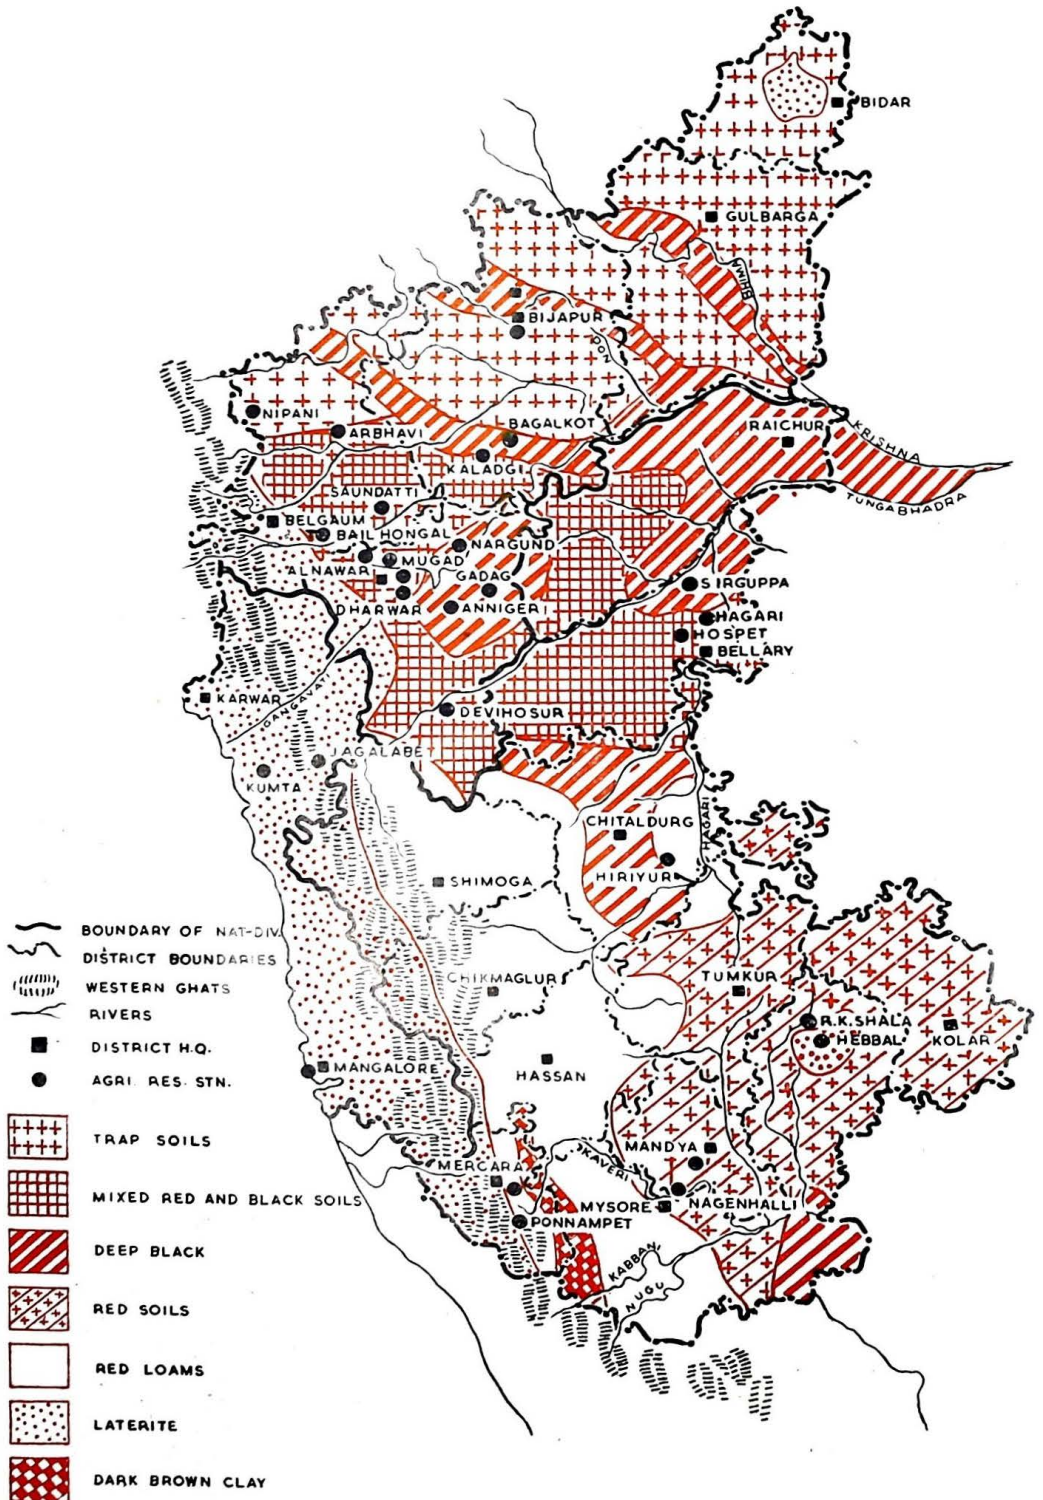 BIDAR
GULBARGA
BHIMA
BIJAPUR
DON
NIPANI
ARBHAVI
BAGALKOT
RAICHUR
KRISHNA
KALADGI
TUNGABHADRA
SAUNDATTI
BELGAUM
BAIL HONGAL
NARGUND
ALNAWAR
MUGAD
GADAG
SIRGUPPA
DHARWAR
ANNIGERI
HAGARI
HOSPET
BELLARY
KARWAR
GANGAVAI
DEVIHOSUR
JAGALABET
KUMTA
CHITALDURG
HAGARI
HIRIYUR
SHIMOGA
CHIKMAGLUR
TUMKUR
R.K.SHALA
HEBBAL
KOLAR
MANGALORE
HASSAN
MANDYA
MERCARA
KAVERI
MYSORE
NAGENHALLI
PONNAMPET
KABBANI
NUGU
BOUNDARY OF NAT-DIV.
DISTRICT BOUNDARIES
WESTERN GHATS
RIVERS
DISTRICT H.Q.
AGRI. RES. STN.
TRAP SOILS
MIXED RED AND BLACK SOILS
DEEP BLACK
RED SOILS
RED LOAMS
LATERITE
DARK BROWN CLAY